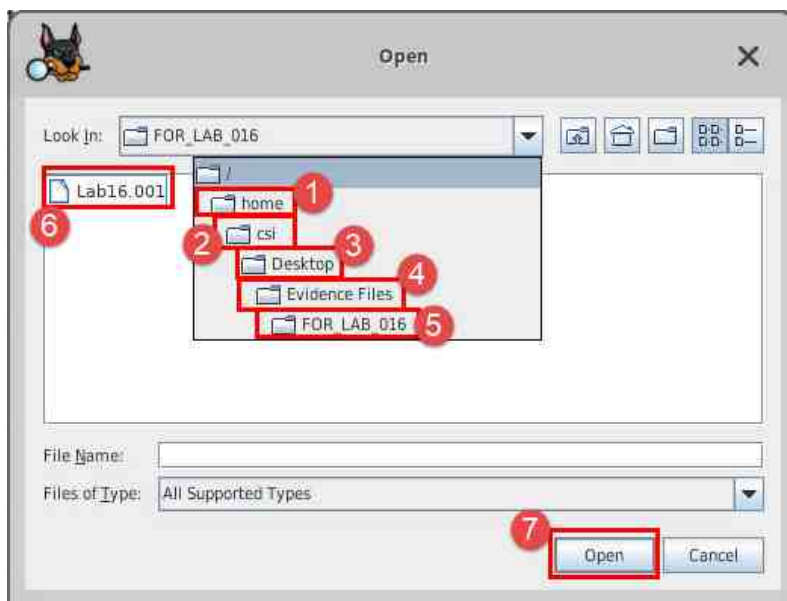 Open
Look In: FOR_LAB_016
/
Lab16.001
home 1
6
2 csi
Desktop 3
Evidence Files 4
FOR_LAB_016 5
File Name:
Files of Type: All Supported Types
7
Open Cancel